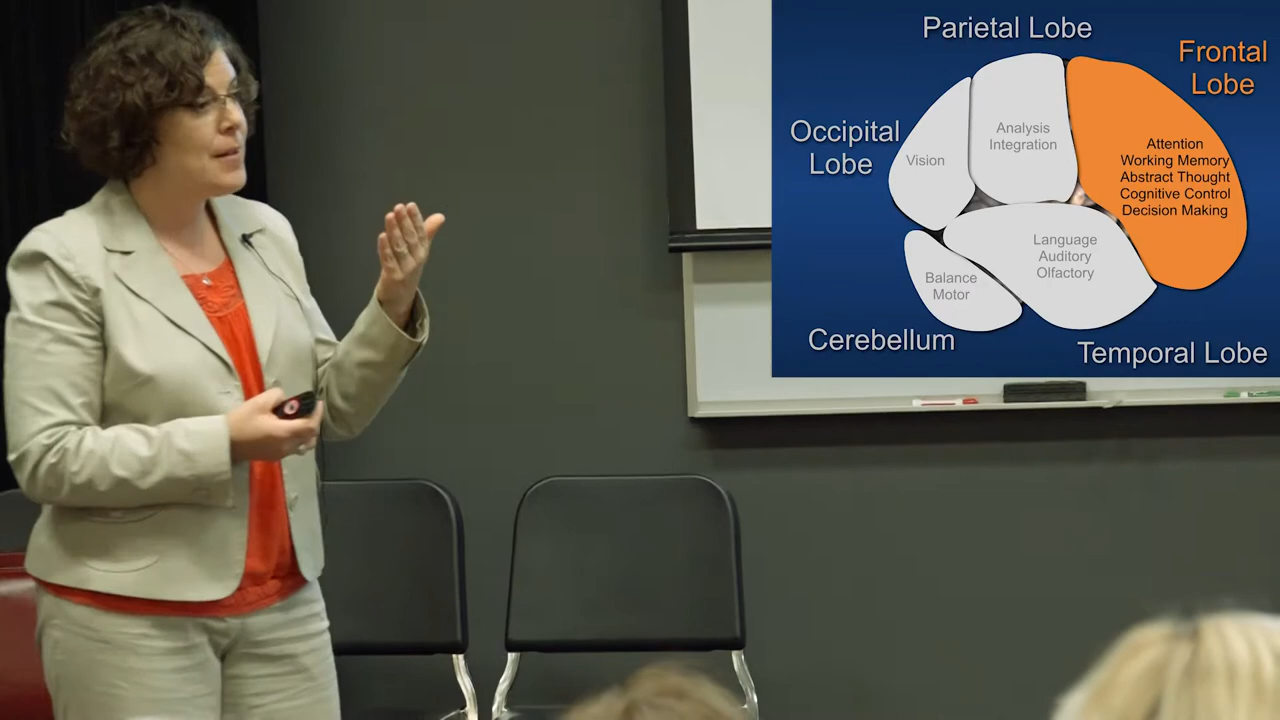 Parietal Lobe
Frontal
Lobe
Occipital
Lobe
Vision
Analysis
Integration
Attention
Working Memory
Abstract Thought
Cognitive Control
Decision Making
Language
Auditory
Olfactory
Balance
Motor
Cerebellum
Temporal Lobe